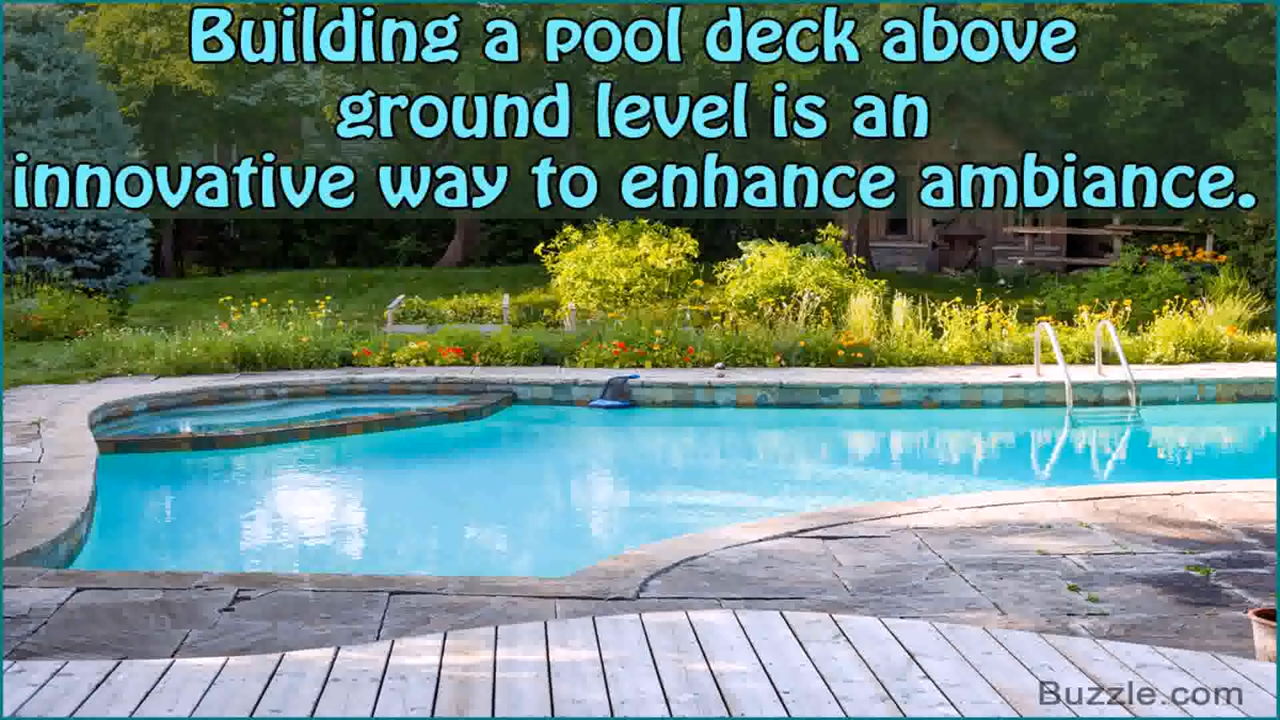 Building a pool deck above
ground level is an
innovative way to enhance ambiance.
Buzzle.com